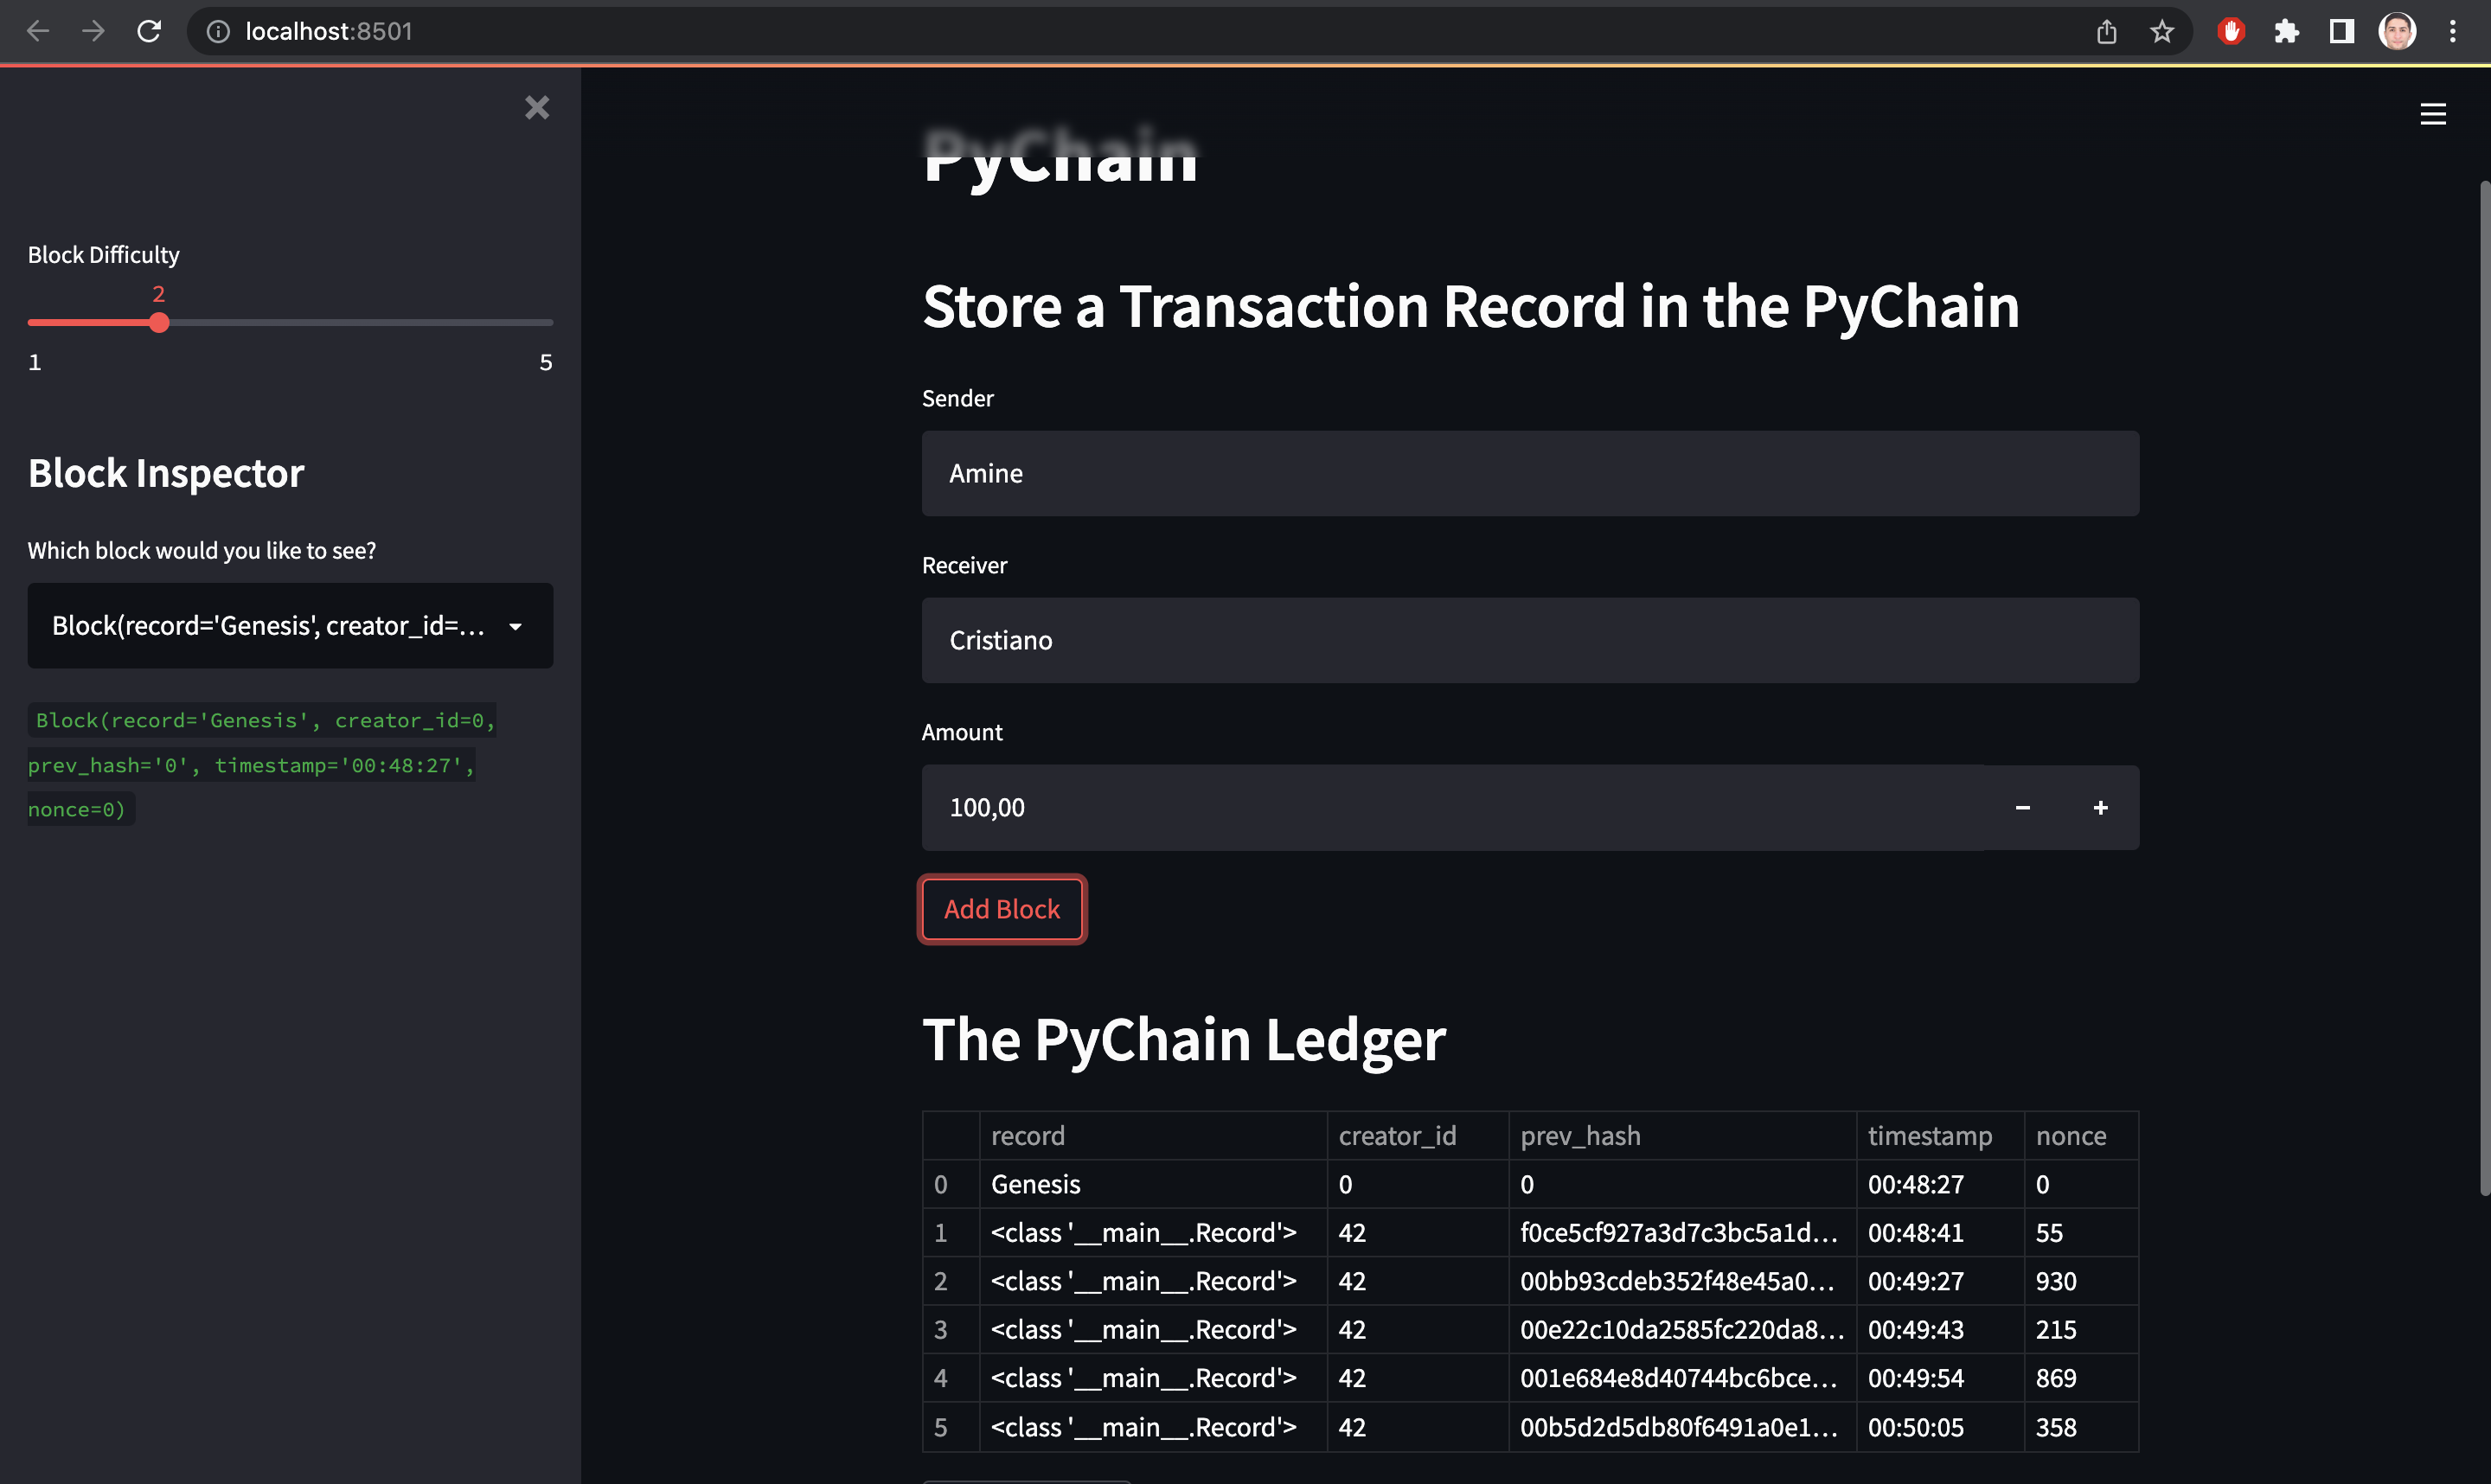 localhost:8501
Block Difficulty
2
1 5
Block Inspector
Which block would you like to see?
Block(record='Genesis', creator_id=...
Block(record='Genesis', creator_id=0,
prev_hash='0', timestamp='00:48:27',
nonce=0)
PyChain
Store a Transaction Record in the PyChain
Sender
Amine
Receiver
Cristiano
Amount
100,00
Add Block
The PyChain Ledger
record creator_id prev_hash timestamp nonce
0 Genesis 0 0 00:48:27 0
1 <class '__main__.Record'> 42 f0ce5cf927a3d7c3bc5a1d... 00:48:41 55
2 <class '__main__.Record'> 42 00bb93cdeb352f48e45a0... 00:49:27 930
3 <class '__main__.Record'> 42 00e22c10da2585fc220da8... 00:49:43 215
4 <class '__main__.Record'> 42 001e684e8d40744bc6bce... 00:49:54 869
5 <class '__main__.Record'> 42 00b5d2d5db80f6491a0e1... 00:50:05 358